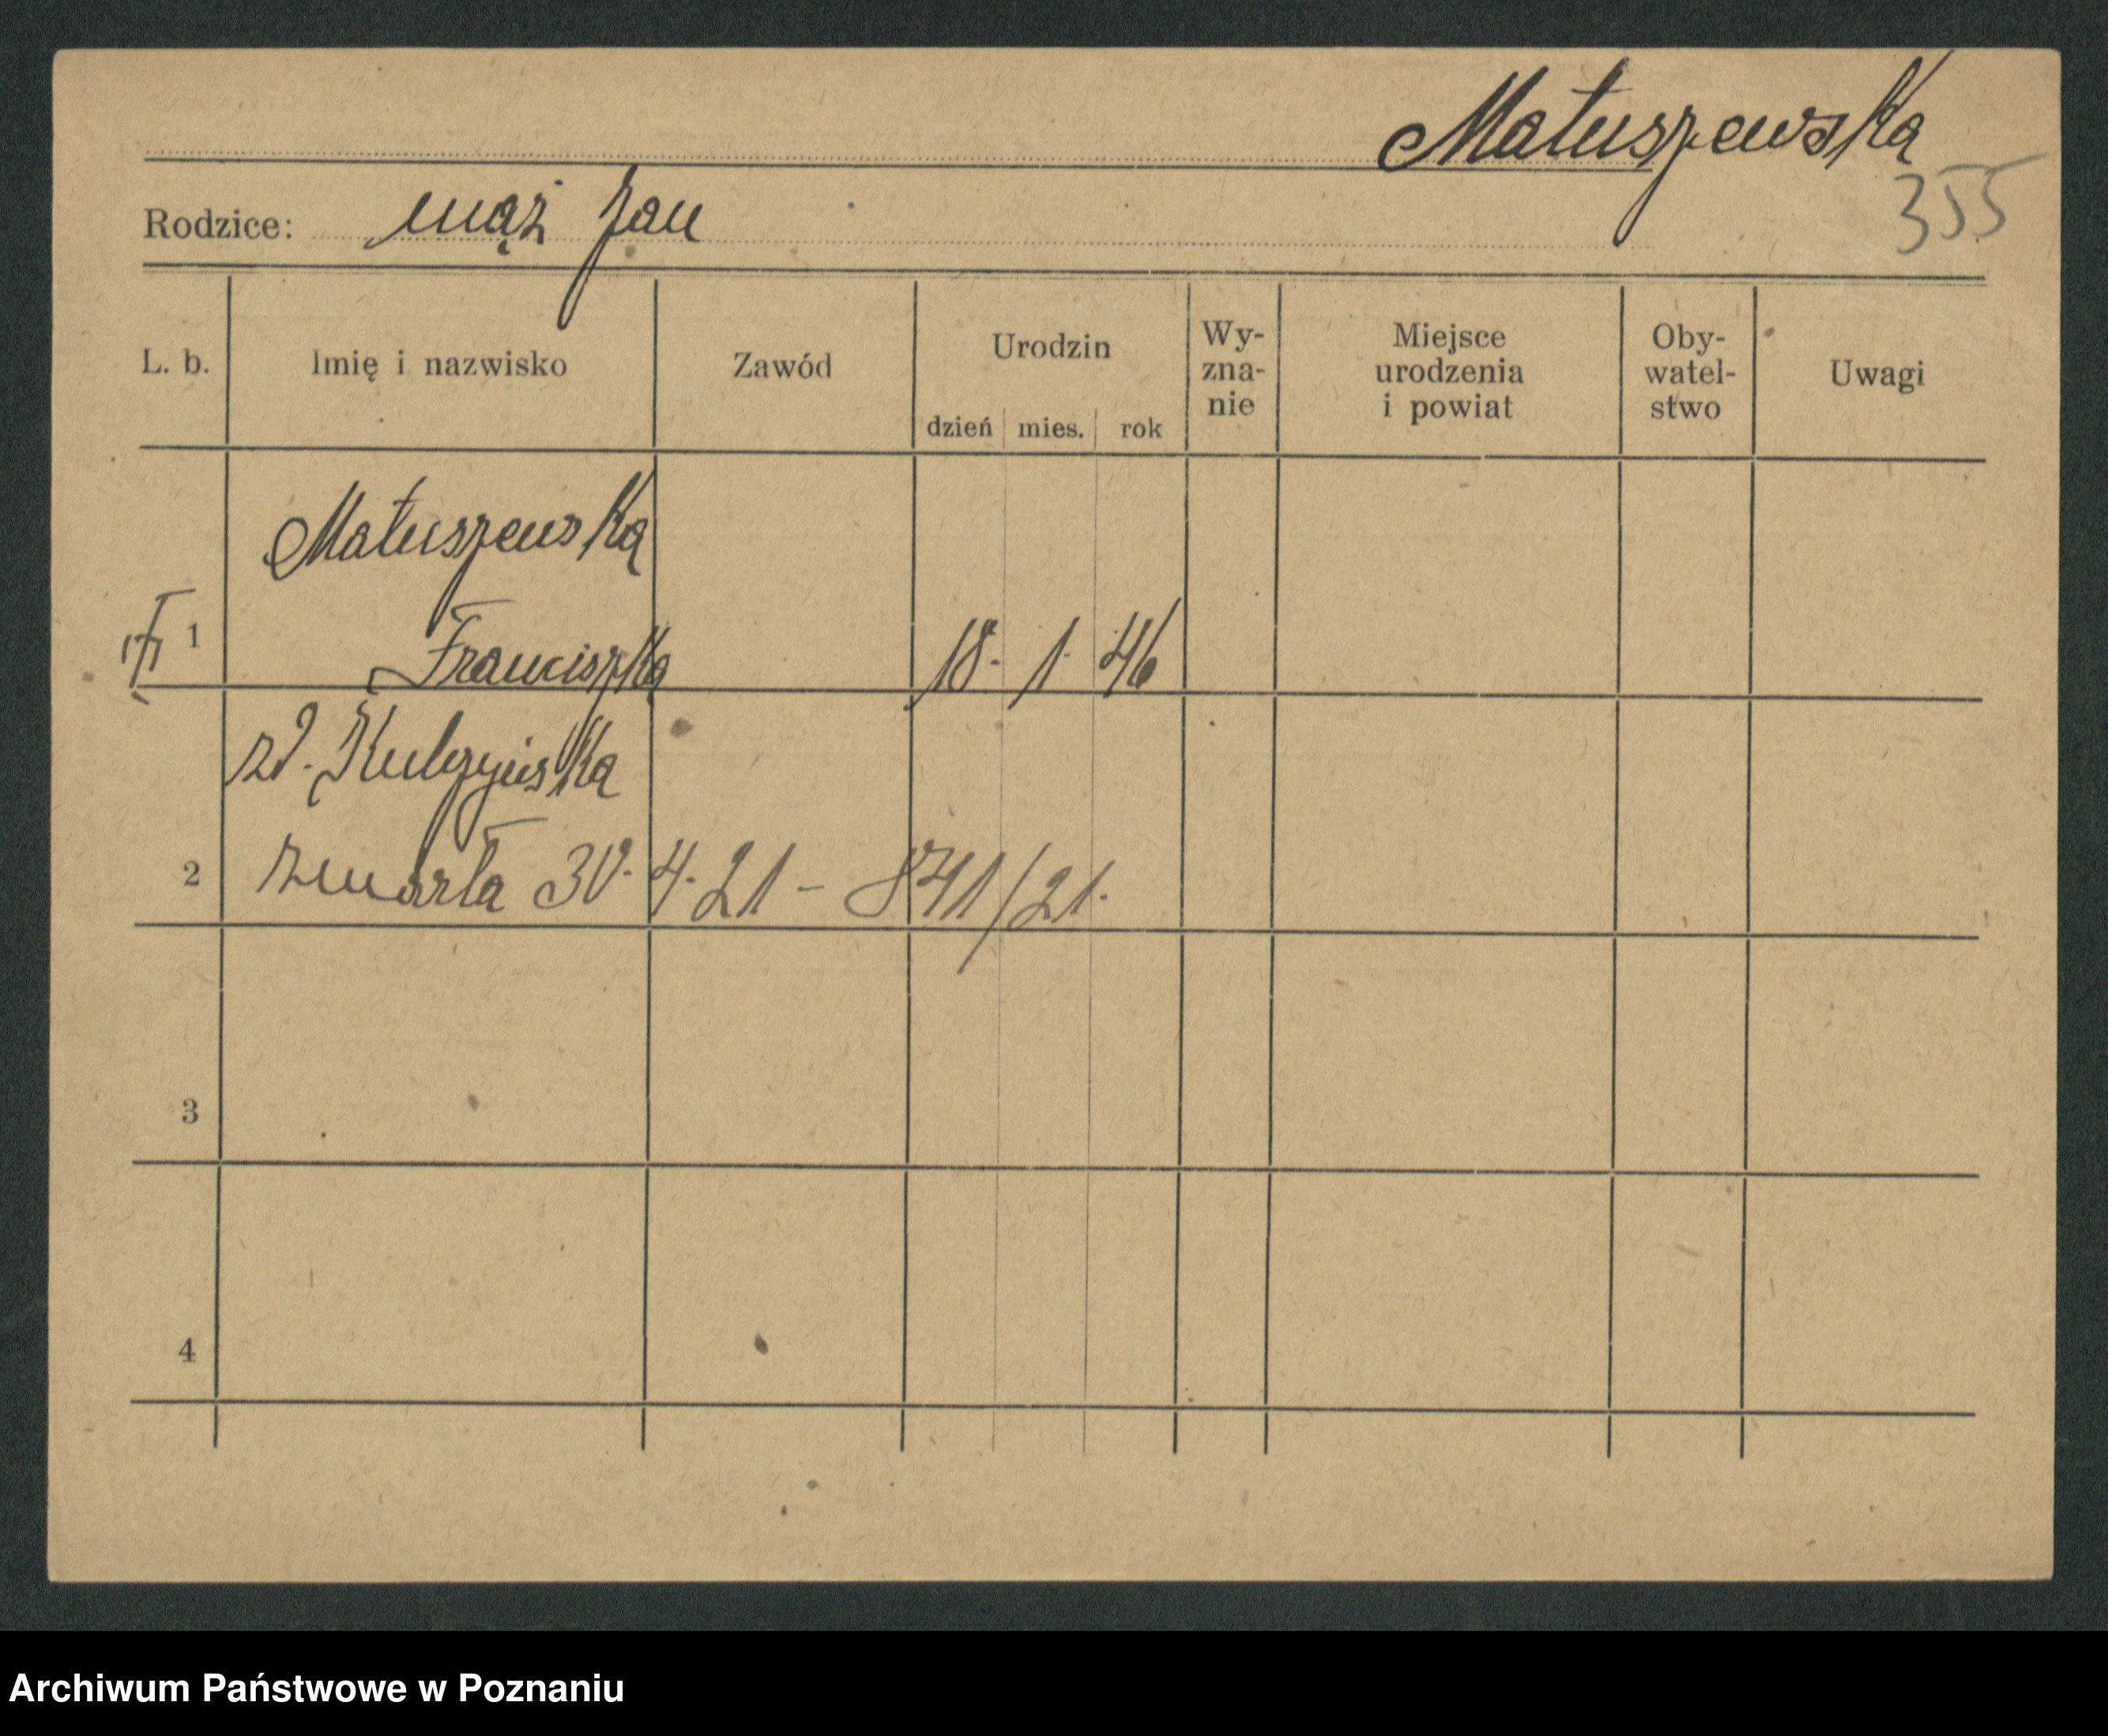 Matuszewska
355
Rodzice: mąż Jan
L. b. Imię i nazwisko Zawód Urodzin dzień mies. rok Wy-zna-nie Miejsce urodzenia i powiat Oby-watel-stwo Uwagi
Matuszewska
1 Franciszka 18. 1. 46
zd. Kulczyńska
2 zmarła 30. 4. 21 - 841/21.
3
4
Archiwum Państwowe w Poznaniu